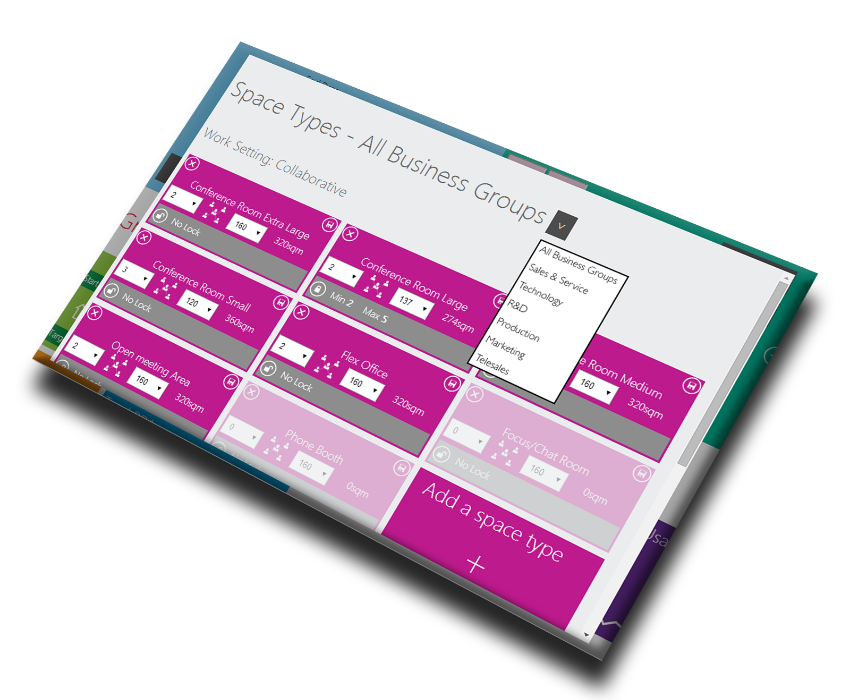 Space Types - All Business Groups
Work Setting: Collaborative
All Business Groups
Sales & Service
Technology
R&D
Production
Marketing
Telesales
Conference Room Extra Large
2
160
320sqm
No Lock
Conference Room Large
2
137
274sqm
Min 2 Max 5
e Room Medium
160
320sqm
Conference Room Small
3
120
360sqm
No Lock
Flex Office
2
160
320sqm
No Lock
Focus/Chat Room
0
160
0sqm
No Lock
Open meeting Area
2
160
320sqm
No Lock
Phone Booth
0
160
0sqm
Add a space type
+